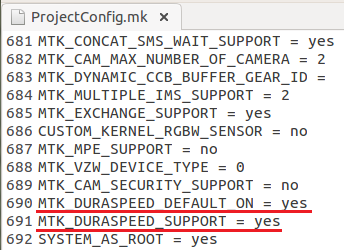 ProjectConfig.mk ×
681 MTK_CONCAT_SMS_WAIT_SUPPORT = yes
682 MTK_CAM_MAX_NUMBER_OF_CAMERA = 2
683 MTK_DYNAMIC_CCB_BUFFER_GEAR_ID =
684 MTK_MULTIPLE_IMS_SUPPORT = 2
685 MTK_EXCHANGE_SUPPORT = yes
686 CUSTOM_KERNEL_RGBW_SENSOR = no
687 MTK_MPE_SUPPORT = no
688 MTK_VZW_DEVICE_TYPE = 0
689 MTK_CAM_SECURITY_SUPPORT = no
690 MTK_DURASPEED_DEFAULT_ON = yes
691 MTK_DURASPEED_SUPPORT = yes
692 SYSTEM_AS_ROOT = yes